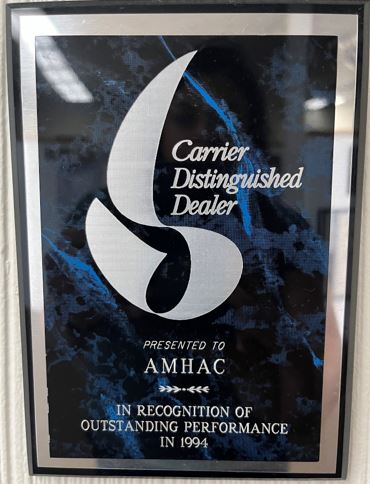 Carrier
Distinguished
Dealer
PRESENTED TO
AMHAC
IN RECOGNITION OF
OUTSTANDING PERFORMANCE
IN 1994